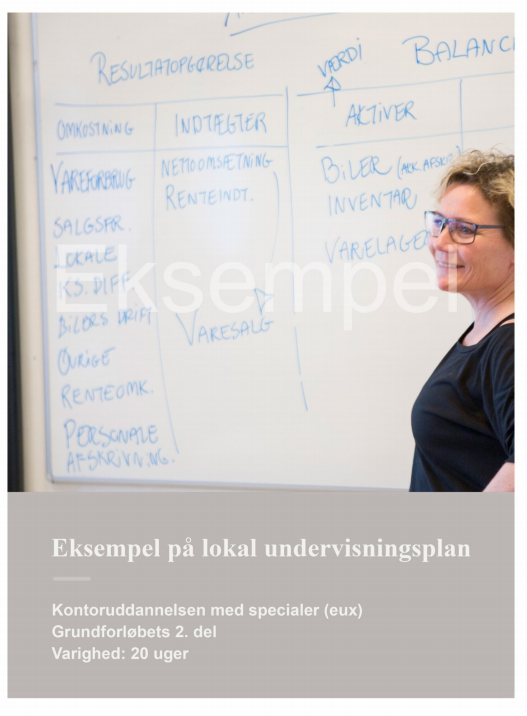 RESULTATOPGØRELSE
VÆRDI
BALANC
OMKOSTNING
INDTÆGTER
AKTIVER
VAREFORBRUG
NETTOOMSÆTNING
RENTEINDT.
BILER (AKK. AFSKR
INVENTAR
VARELAGE
SALGSFR.
LOKALE
KS. DIFF
BILERS DRIFT
VARESALG
ØVRIGE
RENTEOMK.
PERSONALE
AFSKRIVNING.
Eksempel
Eksempel på lokal undervisningsplan
Kontoruddannelsen med specialer (eux)
Grundforløbets 2. del
Varighed: 20 uger